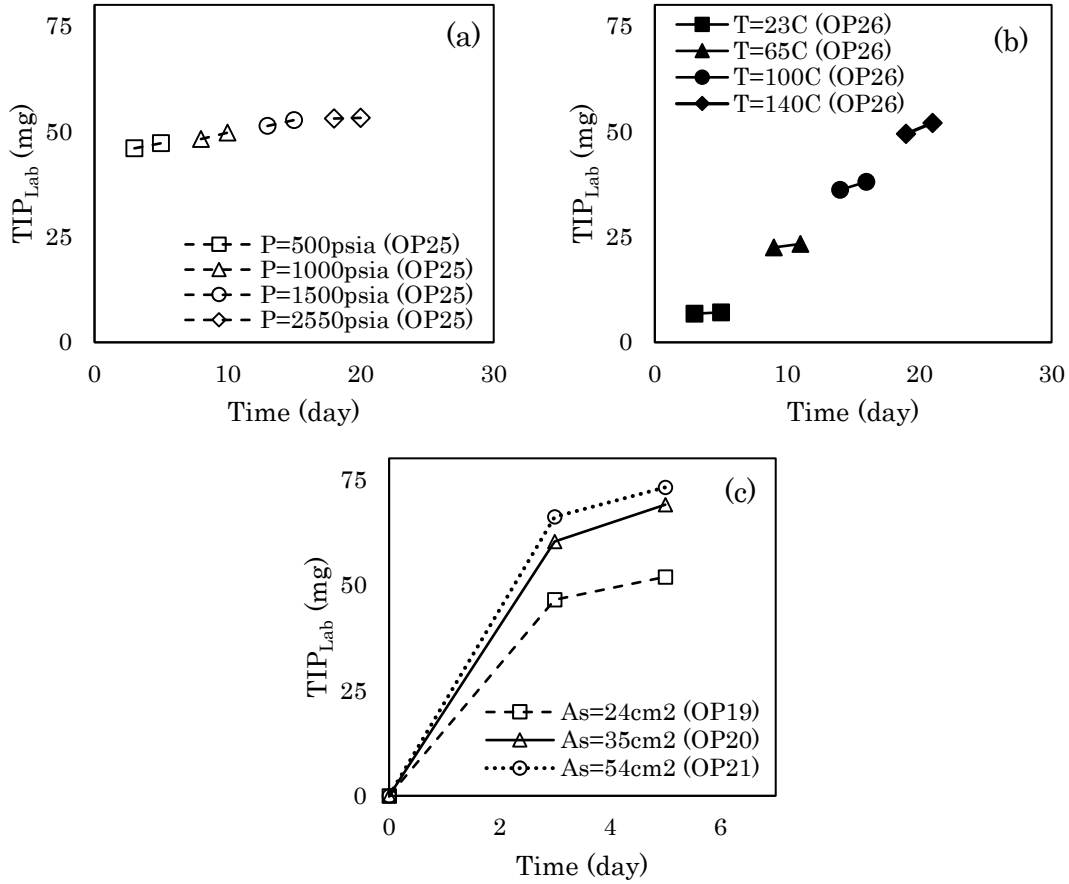 75
50
25
0
TIP_Lab (mg)
(a)
P=500psia (OP25)
P=1000psia (OP25)
P=1500psia (OP25)
P=2550psia (OP25)
0 10 20 30
Time (day)
75
50
25
0
TIP_Lab (mg)
T=23C (OP26)
T=65C (OP26)
T=100C (OP26)
T=140C (OP26)
(b)
0 10 20 30
Time (day)
75
50
25
0
TIP_Lab (mg)
(c)
As=24cm2 (OP19)
As=35cm2 (OP20)
As=54cm2 (OP21)
0 2 4 6
Time (day)